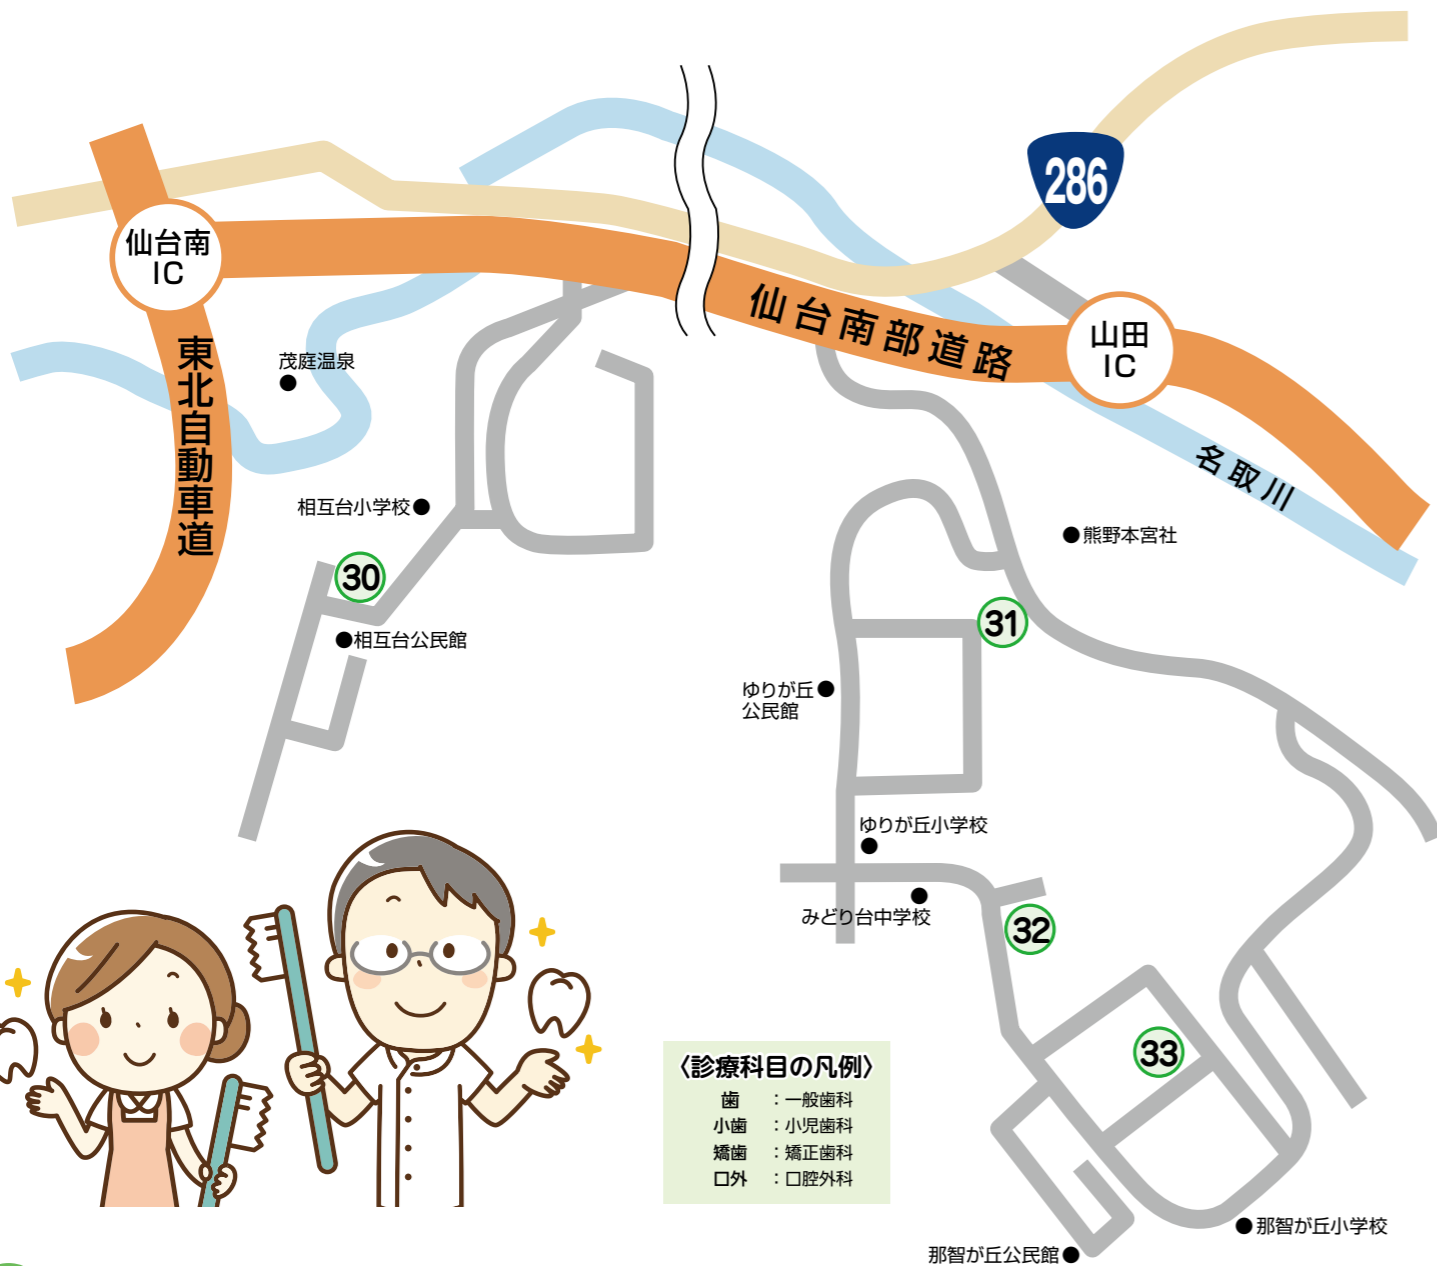 286
仙台南
IC
仙台南部道路
山田
IC
東北自動車道
茂庭温泉
名取川
相互台小学校
熊野本宮社
30
31
相互台公民館
ゆりが丘
公民館
ゆりが丘小学校
みどり台中学校
32
33
〈診療科目の凡例〉
歯 ：一般歯科
小歯 ：小児歯科
矯歯 ：矯正歯科
口外 ：口腔外科
那智が丘小学校
那智が丘公民館